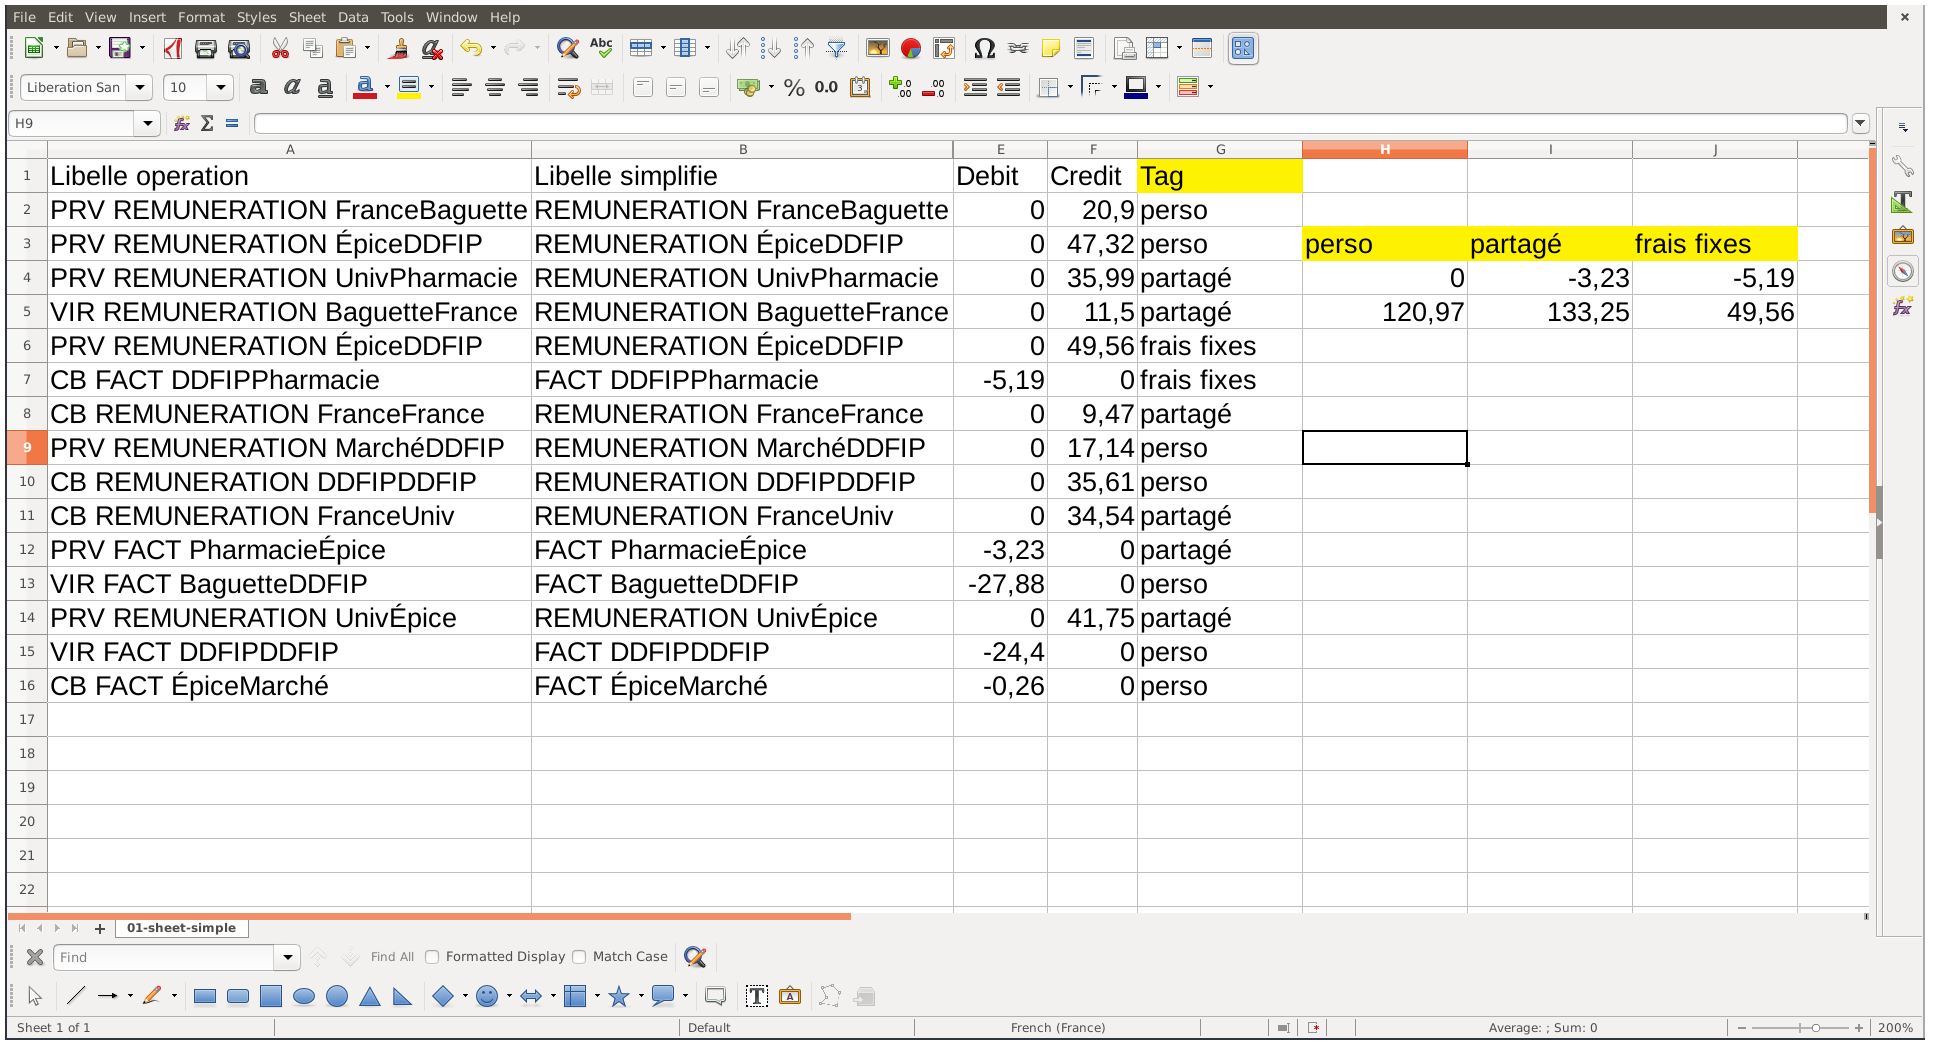 File Edit View Insert Format Styles Sheet Data Tools Window Help
Abc
Liberation San 10 a a a a % 0.0
H9
A B E F G H I J
1 Libelle operation Libelle simplifie Debit Credit Tag
2 PRV REMUNERATION FranceBaguette REMUNERATION FranceBaguette 0 20,9 perso
3 PRV REMUNERATION ÉpiceDDFIP REMUNERATION ÉpiceDDFIP 0 47,32 perso perso partagé frais fixes
4 PRV REMUNERATION UnivPharmacie REMUNERATION UnivPharmacie 0 35,99 partagé 0 -3,23 -5,19
5 VIR REMUNERATION BaguetteFrance REMUNERATION BaguetteFrance 0 11,5 partagé 120,97 133,25 49,56
6 PRV REMUNERATION ÉpiceDDFIP REMUNERATION ÉpiceDDFIP 0 49,56 frais fixes
7 CB FACT DDFIPPharmacie FACT DDFIPPharmacie -5,19 0 frais fixes
8 CB REMUNERATION FranceFrance REMUNERATION FranceFrance 0 9,47 partagé
9 PRV REMUNERATION MarchéDDFIP REMUNERATION MarchéDDFIP 0 17,14 perso
10 CB REMUNERATION DDFIPDDFIP REMUNERATION DDFIPDDFIP 0 35,61 perso
11 CB REMUNERATION FranceUniv REMUNERATION FranceUniv 0 34,54 partagé
12 PRV FACT PharmacieÉpice FACT PharmacieÉpice -3,23 0 partagé
13 VIR FACT BaguetteDDFIP FACT BaguetteDDFIP -27,88 0 perso
14 PRV REMUNERATION UnivÉpice REMUNERATION UnivÉpice 0 41,75 partagé
15 VIR FACT DDFIPDDFIP FACT DDFIPDDFIP -24,4 0 perso
16 CB FACT ÉpiceMarché FACT ÉpiceMarché -0,26 0 perso
17
18
19
20
21
22
01-sheet-simple
Find Find All Formatted Display Match Case
Sheet 1 of 1 Default French (France) Average: ; Sum: 0 200%